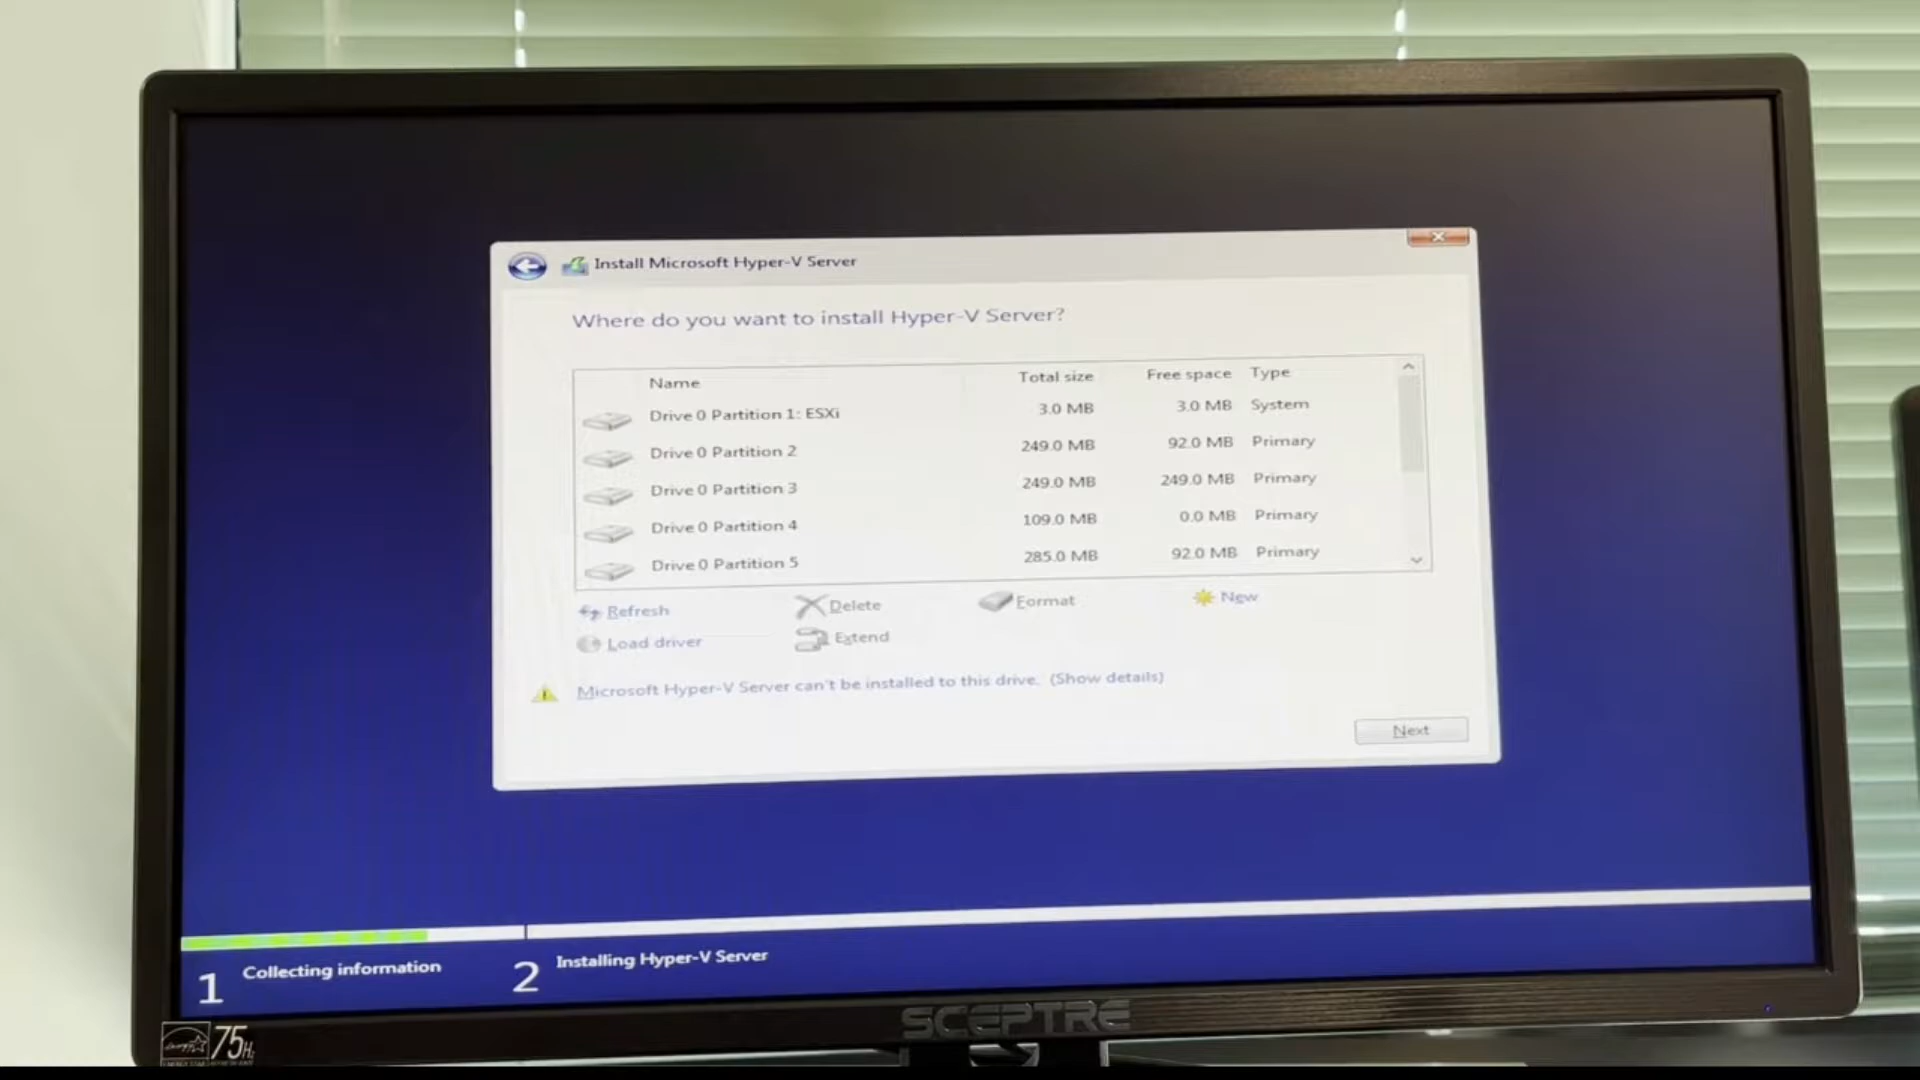 Install Microsoft Hyper-V Server
Where do you want to install Hyper-V Server?
Name Total size Free space Type
Drive 0 Partition 1: ESXi 3.0 MB 3.0 MB System
Drive 0 Partition 2 249.0 MB 92.0 MB Primary
Drive 0 Partition 3 249.0 MB 249.0 MB Primary
Drive 0 Partition 4 109.0 MB 0.0 MB Primary
Drive 0 Partition 5 285.0 MB 92.0 MB Primary
Refresh Delete Format New
Load driver Extend
Microsoft Hyper-V Server can't be installed to this drive. (Show details)
Next
1 Collecting information 2 Installing Hyper-V Server
SCEPTRE
75Hz